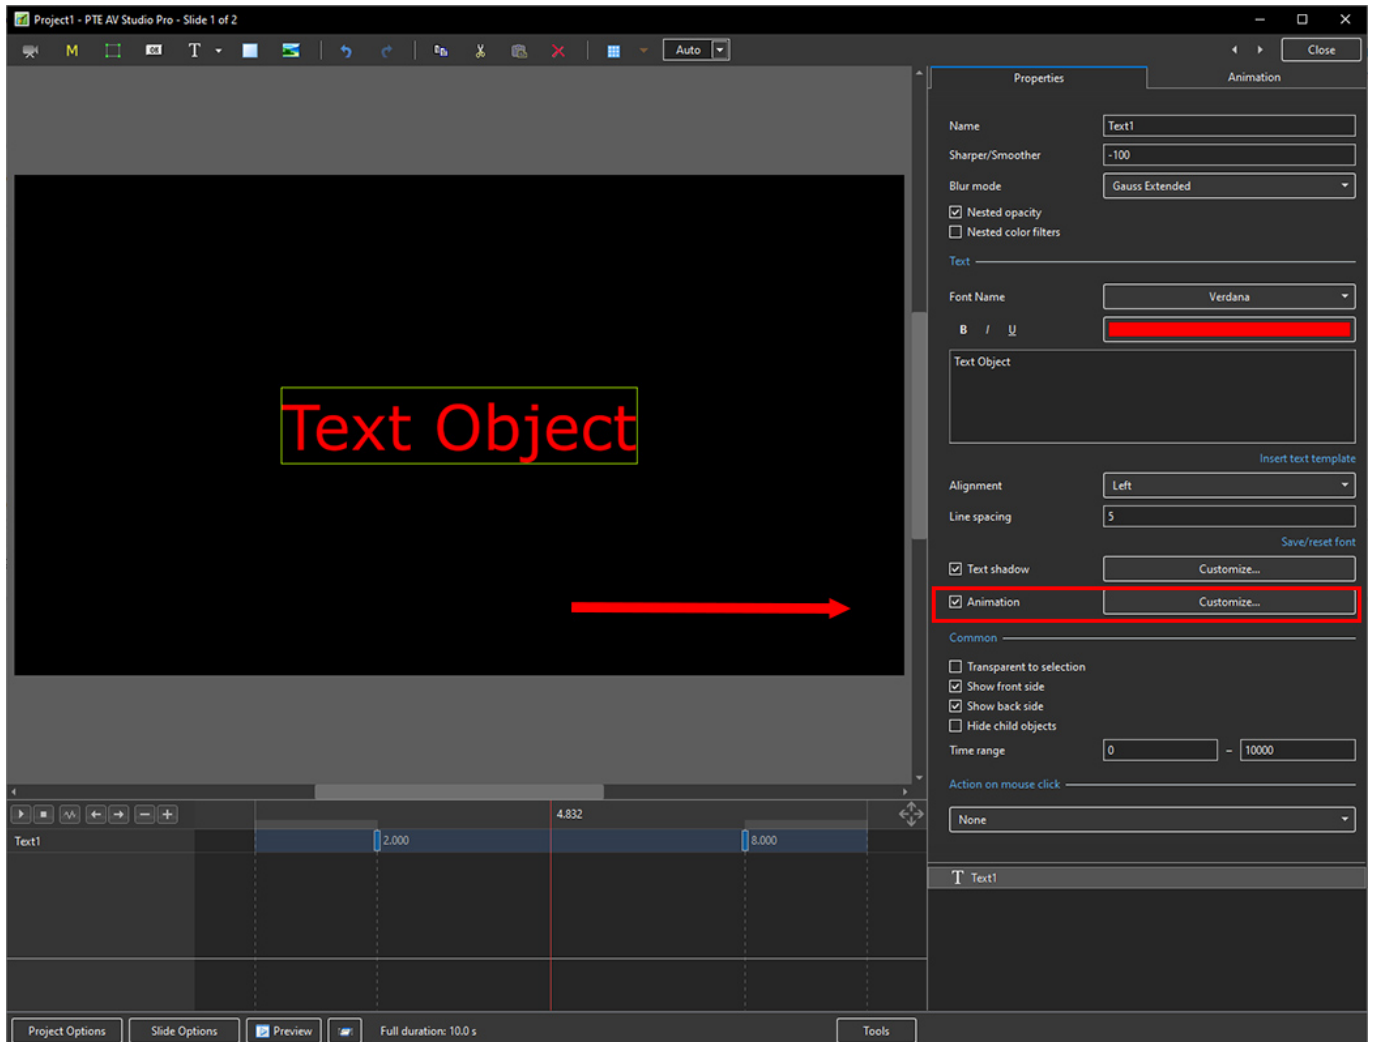 Project1 - PTE AV Studio Pro - Slide 1 of 2
M OK T Auto Close
Properties Animation
Name Text1
Sharper/Smoother -100
Blur mode Gauss Extended
Nested opacity
Nested color filters
Text
Font Name Verdana
B I U
Text Object
Text Object
Insert text template
Alignment Left
Line spacing 5
Save/reset font
Text shadow Customize...
Animation Customize...
Common
Transparent to selection
Show front side
Show back side
Hide child objects
Time range 0 – 10000
Action on mouse click
None
4.832
Text1 2.000 8.000
T Text1
Project Options Slide Options Preview Full duration: 10.0 s Tools